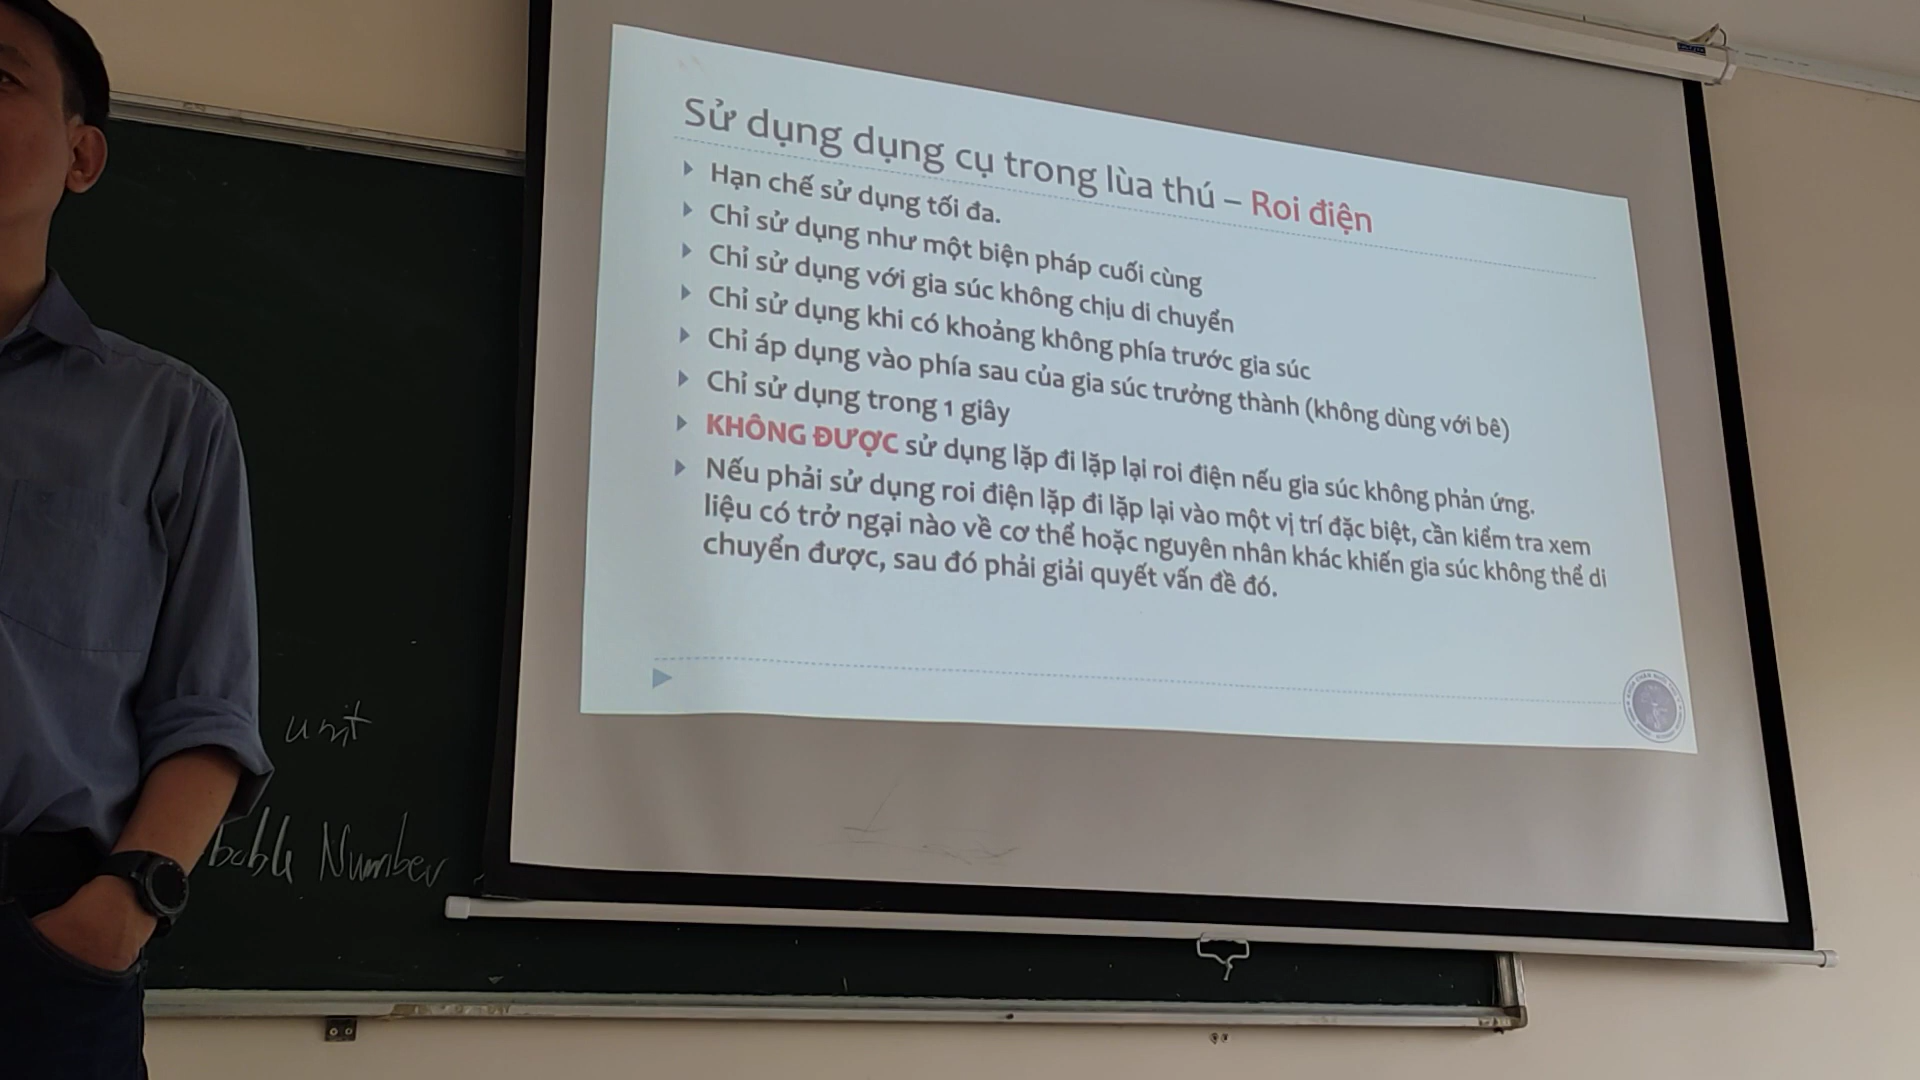 Sử dụng dụng cụ trong lùa thú – Roi điện
Hạn chế sử dụng tối đa.
Chỉ sử dụng như một biện pháp cuối cùng
Chỉ sử dụng với gia súc không chịu di chuyển
Chỉ sử dụng khi có khoảng không phía trước gia súc
Chỉ áp dụng vào phía sau của gia súc trưởng thành (không dùng với bê)
Chỉ sử dụng trong 1 giây
KHÔNG ĐƯỢC sử dụng lặp đi lặp lại roi điện nếu gia súc không phản ứng.
Nếu phải sử dụng roi điện lặp đi lặp lại vào một vị trí đặc biệt, cần kiểm tra xem
liệu có trở ngại nào về cơ thể hoặc nguyên nhân khác khiến gia súc không thể di
chuyển được, sau đó phải giải quyết vấn đề đó.
unit
Number